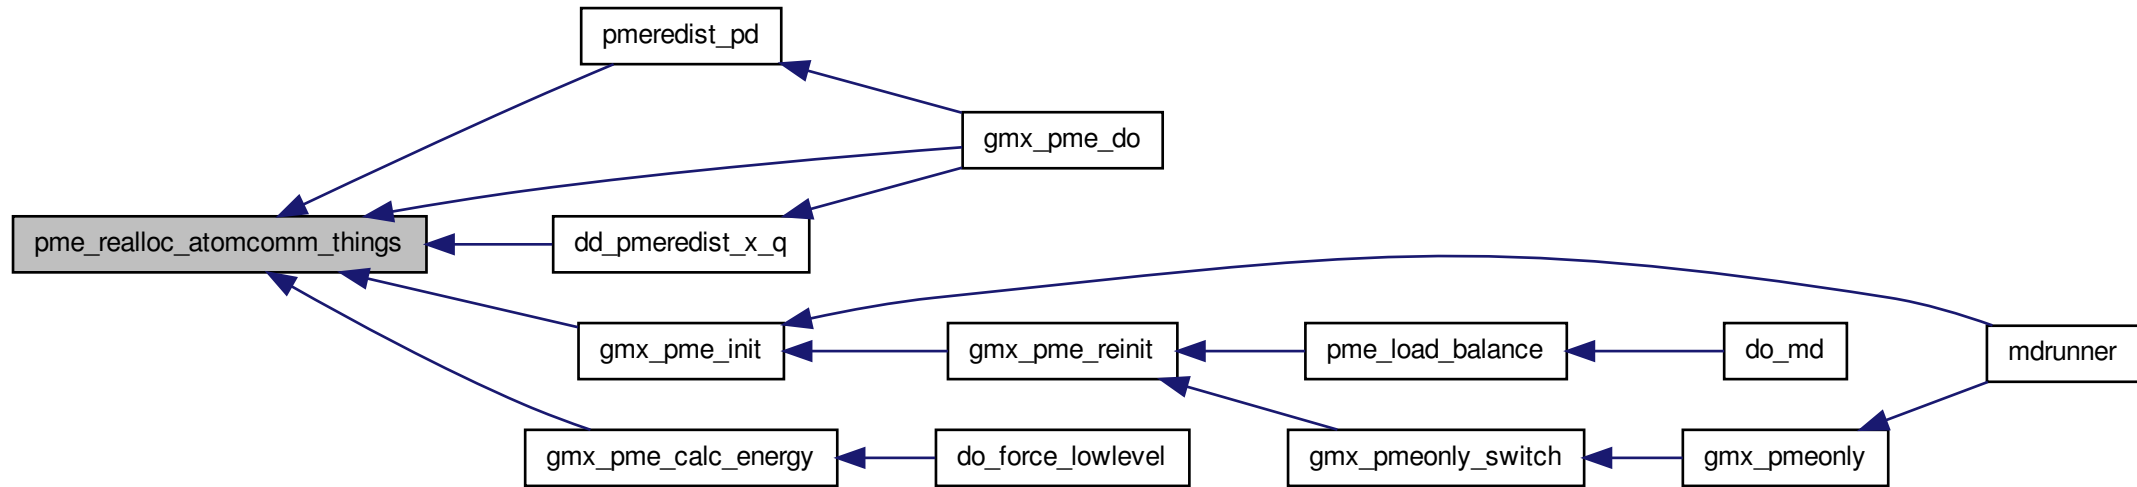 pmeredist_pd
gmx_pme_do
pme_realloc_atomcomm_things
dd_pmeredist_x_q
gmx_pme_init
gmx_pme_reinit
pme_load_balance
do_md
mdrunner
gmx_pme_calc_energy
do_force_lowlevel
gmx_pmeonly_switch
gmx_pmeonly